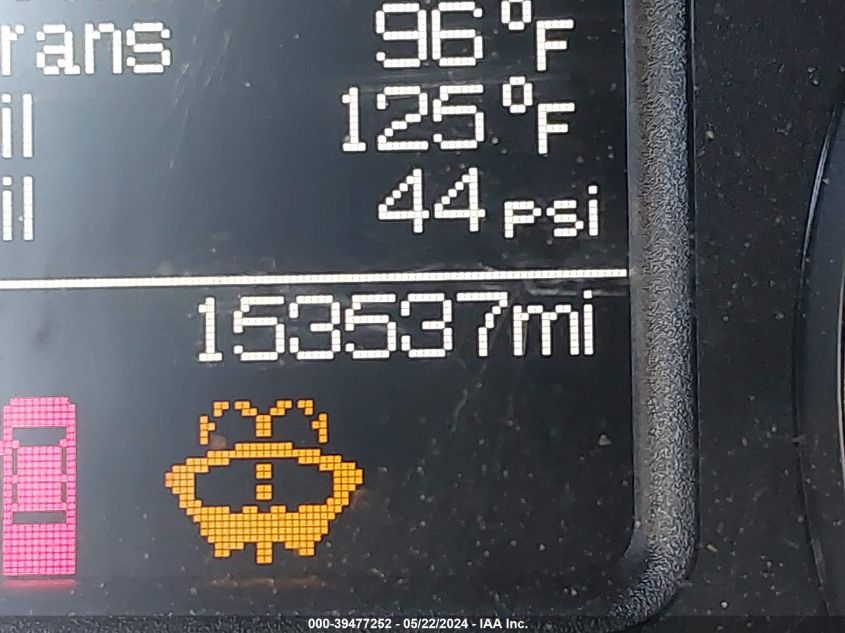 rans 96°F
il 125°F
il 44 psi
153537mi
000-39477252 - 05/22/2024 - IAA Inc.